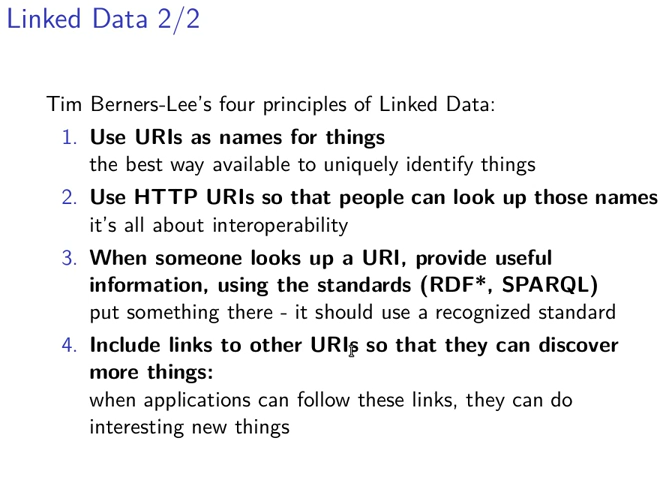 Linked Data 2/2
Tim Berners-Lee's four principles of Linked Data:
1. Use URIs as names for things
the best way available to uniquely identify things
2. Use HTTP URIs so that people can look up those names
it's all about interoperability
3. When someone looks up a URI, provide useful
information, using the standards (RDF*, SPARQL)
put something there - it should use a recognized standard
4. Include links to other URIs so that they can discover
more things:
when applications can follow these links, they can do
interesting new things